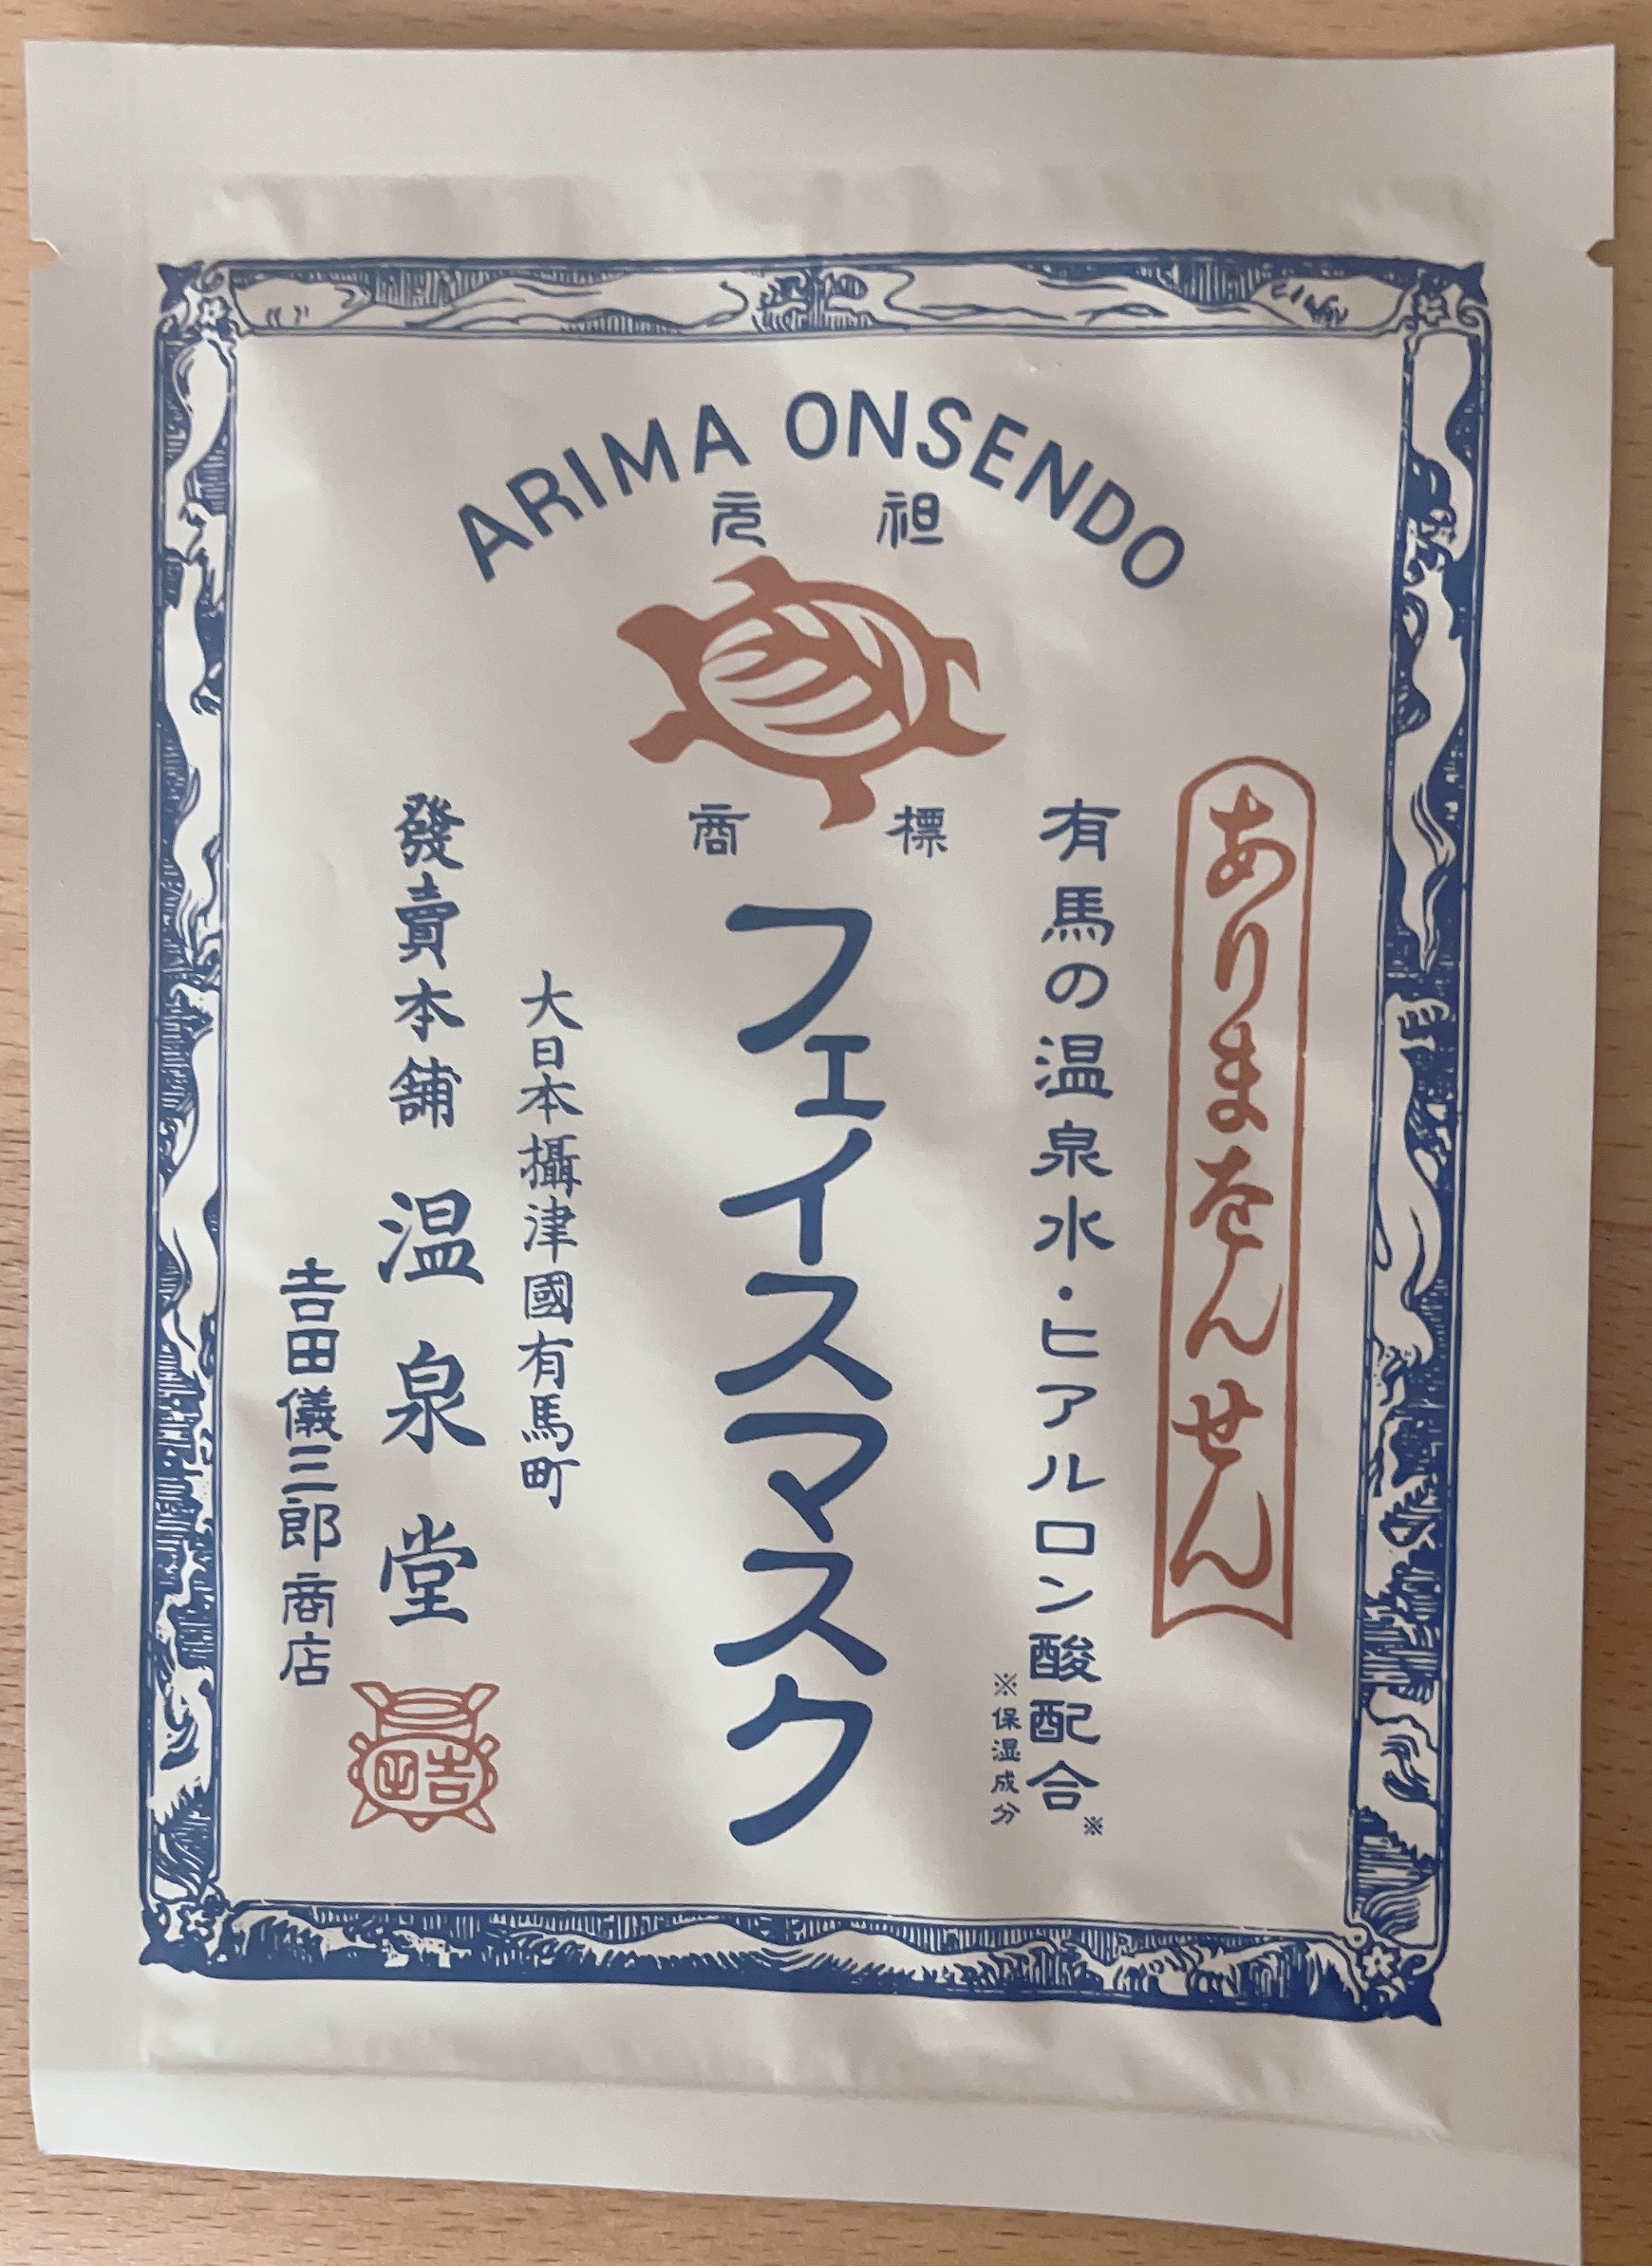 ARIMA ONSENDO
元祖
商標
ありまをんせん
有馬の温泉水・ヒアルロン酸配合※
※保湿成分
フェイスマスク
大日本攝津國有馬町
發賣本舗 温泉堂
𠮷田儀三郎商店